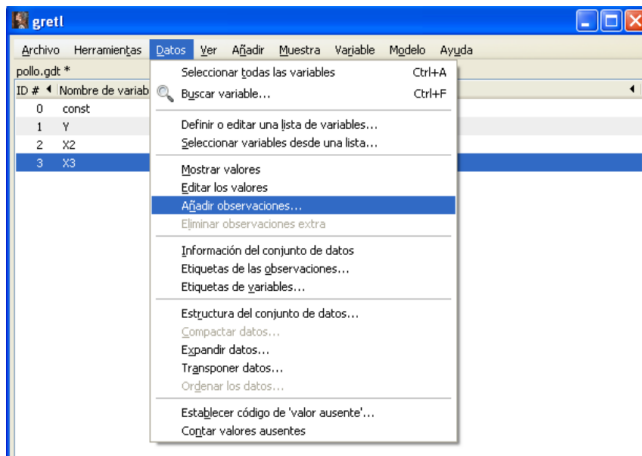 gretl
Archivo Herramientas Datos Ver Añadir Muestra Variable Modelo Ayuda
pollo.gdt *
ID # Nombre de variab
0 const
1 Y
2 X2
3 X3
Seleccionar todas las variables Ctrl+A
Buscar variable... Ctrl+F
Definir o editar una lista de variables...
Seleccionar variables desde una lista...
Mostrar valores
Editar los valores
Añadir observaciones...
Eliminar observaciones extra
Información del conjunto de datos
Etiquetas de las observaciones...
Etiquetas de variables...
Estructura del conjunto de datos...
Compactar datos...
Expandir datos...
Transponer datos...
Ordenar los datos...
Establecer código de 'valor ausente'...
Contar valores ausentes